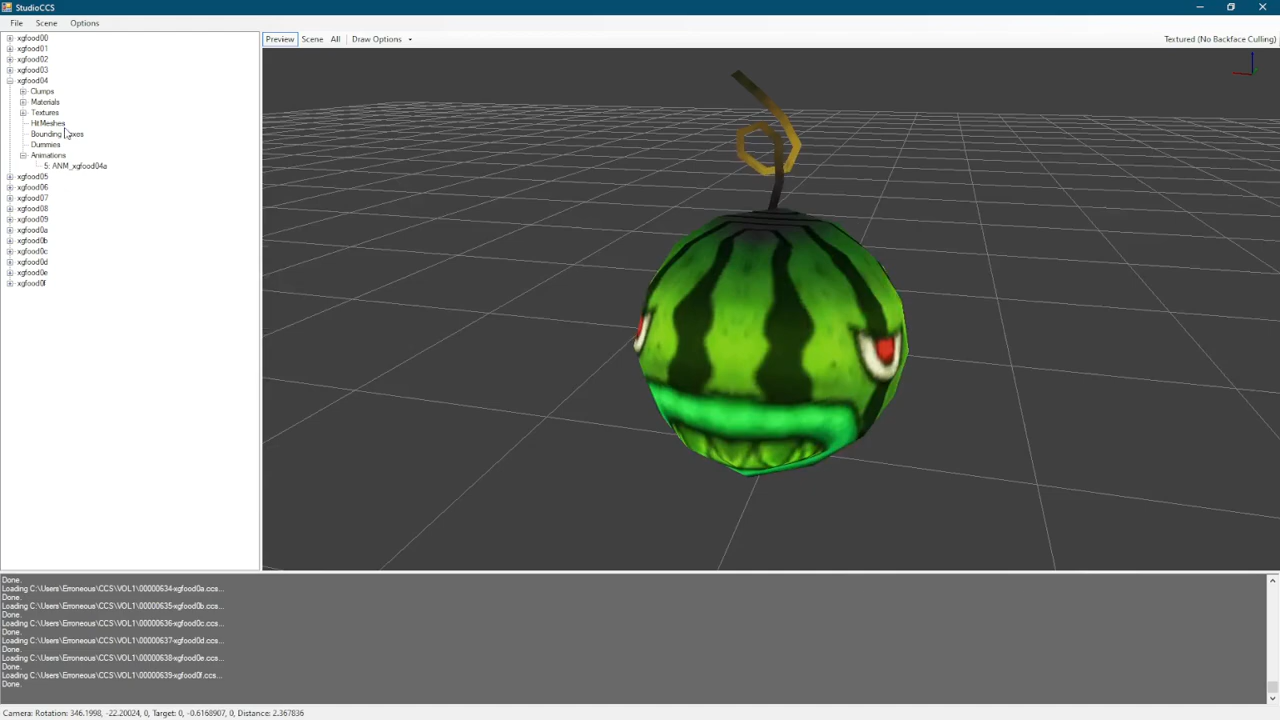 StudioCCS
File Scene Options
xgfood00
xgfood01
xgfood02
xgfood03
xgfood04
Clumps
Materials
Textures
HitMeshes
Bounding xes
Dummies
Animations
5: ANM_xgfood04a
xgfood05
xgfood06
xgfood07
xgfood08
xgfood09
xgfood0a
xgfood0b
xgfood0c
xgfood0d
xgfood0e
xgfood0f
Preview Scene All Draw Options
Textured (No Backface Culling)
Done.
Loading C:\Users\Erroneous\CCS\VOL1\00000634-xgfood0a.ccs...
Done.
Loading C:\Users\Erroneous\CCS\VOL1\00000635-xgfood0b.ccs...
Done.
Loading C:\Users\Erroneous\CCS\VOL1\00000636-xgfood0c.ccs...
Done.
Loading C:\Users\Erroneous\CCS\VOL1\00000637-xgfood0d.ccs...
Done.
Loading C:\Users\Erroneous\CCS\VOL1\00000638-xgfood0e.ccs...
Done.
Loading C:\Users\Erroneous\CCS\VOL1\00000639-xgfood0f.ccs...
Done.
Camera: Rotation: 346.1998, -22.20024, 0, Target: 0, -0.6168907, 0, Distance: 2.367836